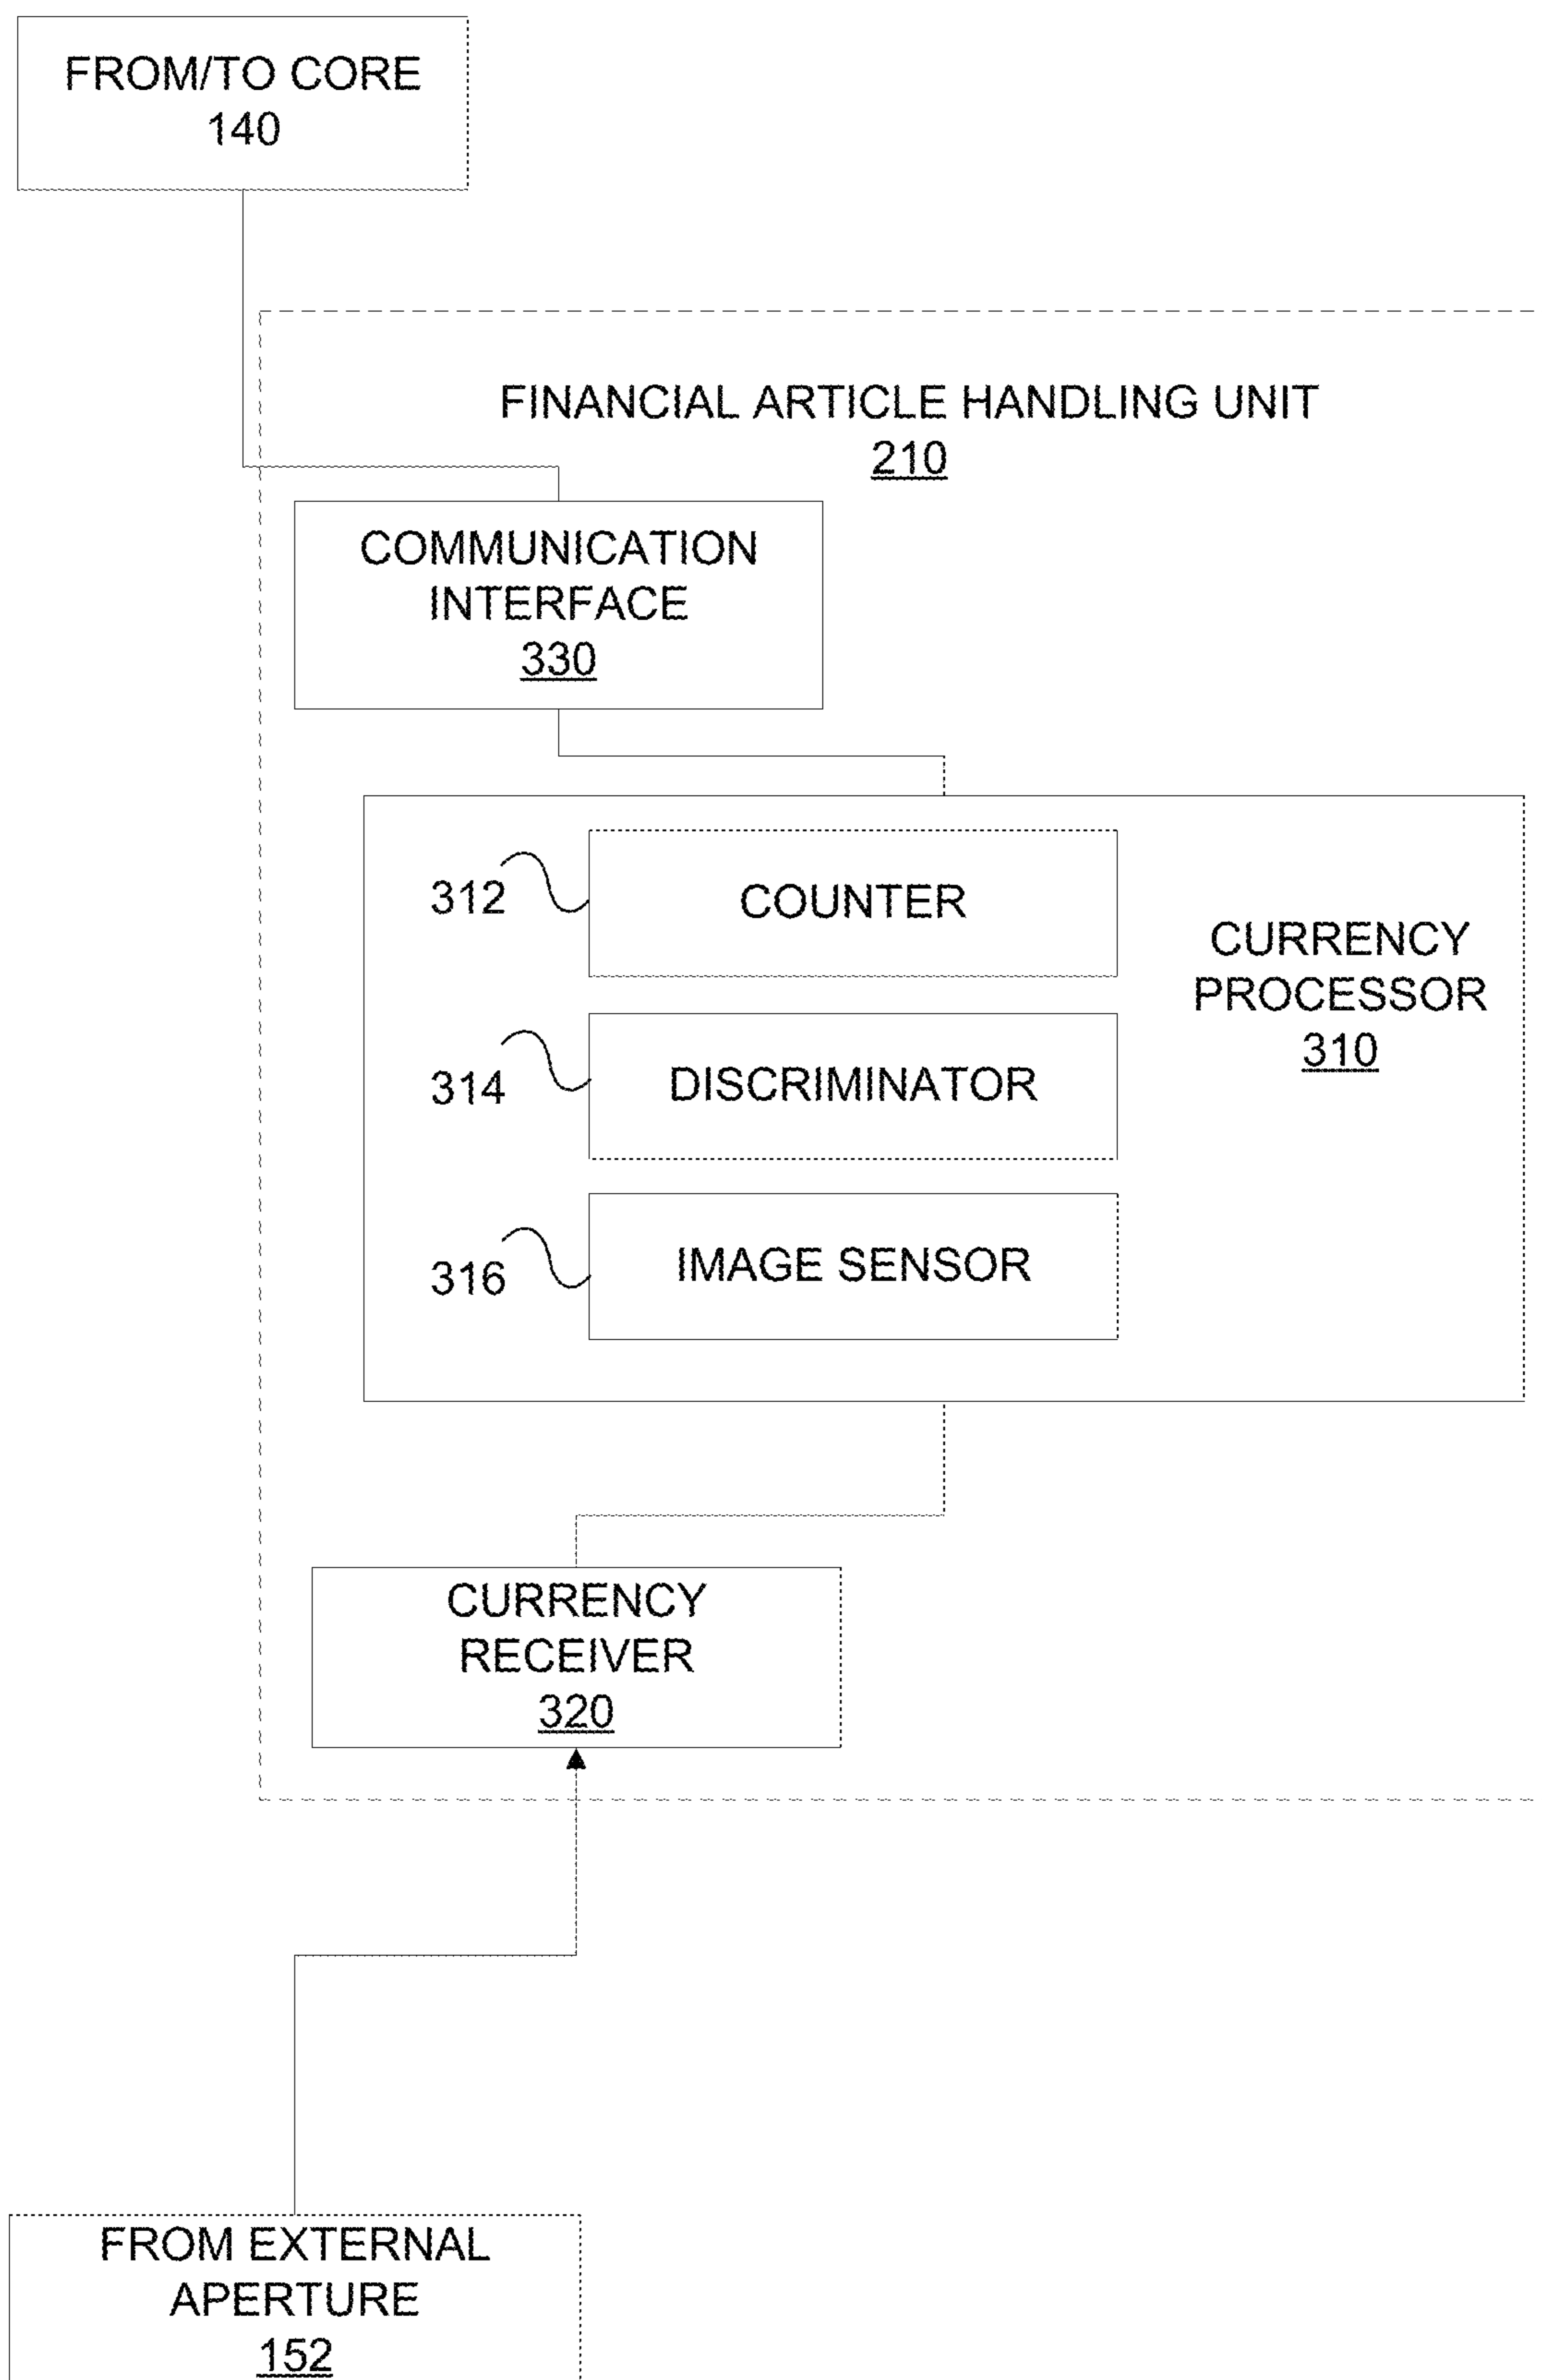 FROM/TO CORE
140
FINANCIAL ARTICLE HANDLING UNIT
210
COMMUNICATION
INTERFACE
330
312
COUNTER
CURRENCY
PROCESSOR
310
314
DISCRIMINATOR
316
IMAGE SENSOR
CURRENCY
RECEIVER
320
FROM EXTERNAL
APERTURE
152